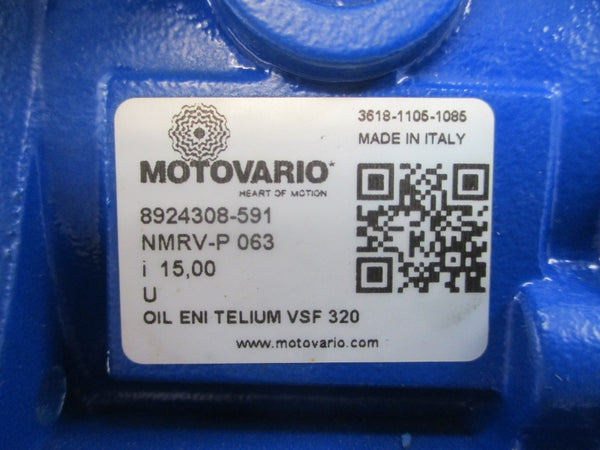 MOTOVARIO
HEART OF MOTION
3618-1105-1085
MADE IN ITALY
8924308-591
NMRV-P 063
i 15,00
U
OIL ENI TELIUM VSF 320
www.motovario.com